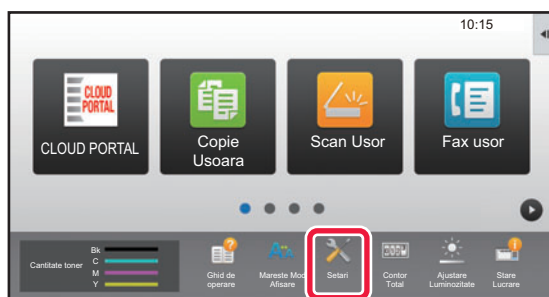 10:15
CLOUD
PORTAL
CLOUD PORTAL
Copie
Usoara
Scan Usor
Fax usor
Cantitate toner
Bk
C
M
Y
Ghid de
operare
Mareste Mod
Afisare
Setari
Contor
Total
Ajustare
Luminozitate
Stare
Lucrare